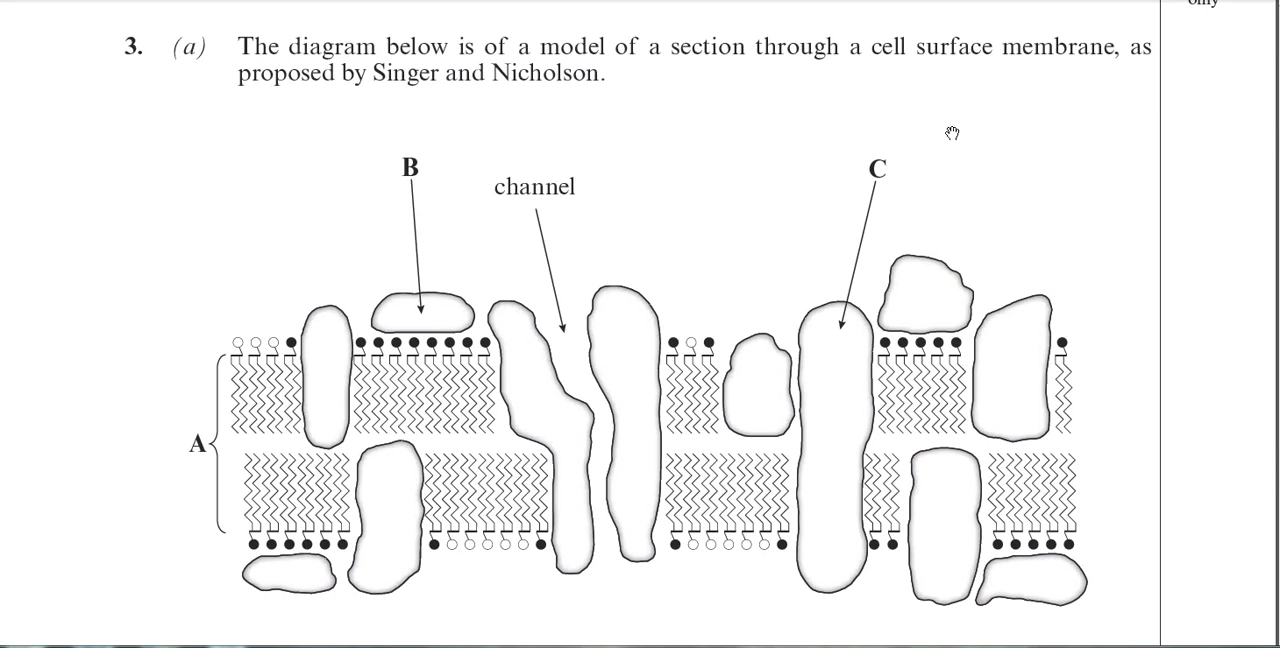 only
3. (a) The diagram below is of a model of a section through a cell surface membrane, as
proposed by Singer and Nicholson.
B
C
channel
A